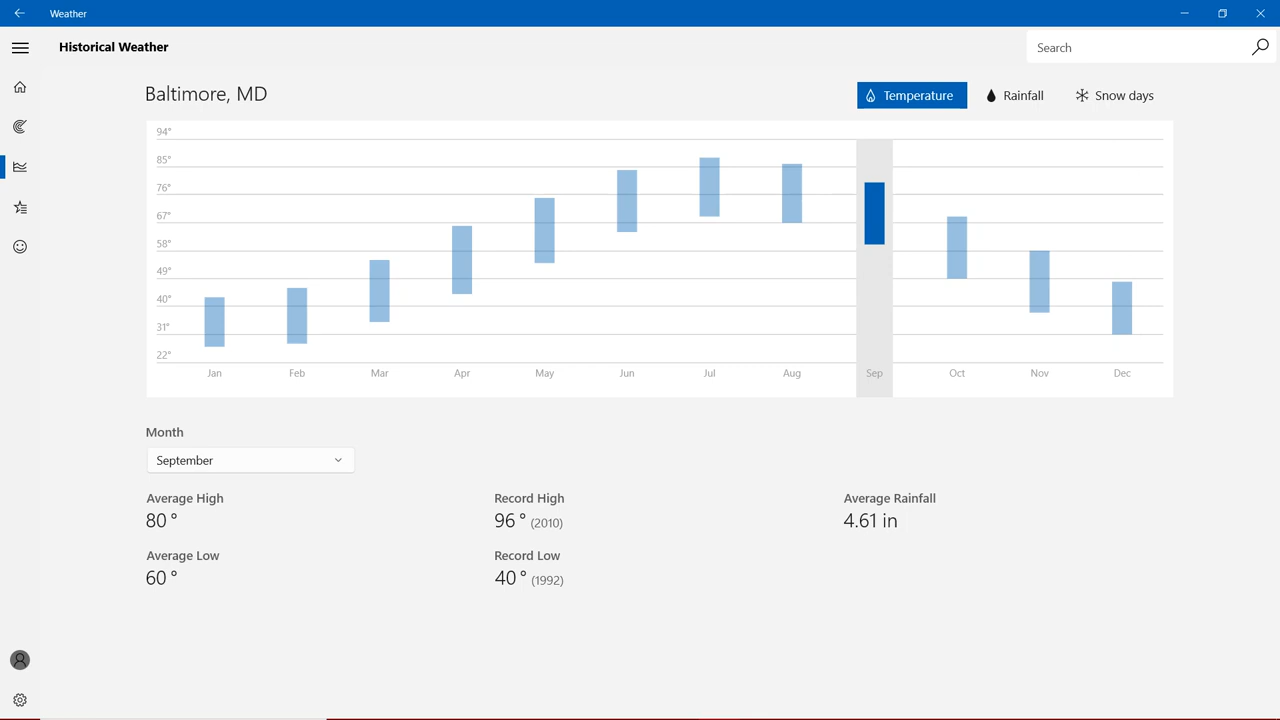 Weather
Historical Weather
Search
Baltimore, MD
Temperature
Rainfall
Snow days
94°
85°
76°
67°
58°
49°
40°
31°
22°
Jan
Feb
Mar
Apr
May
Jun
Jul
Aug
Sep
Oct
Nov
Dec
Month
September
Average High
80 °
Record High
96 ° (2010)
Average Rainfall
4.61 in
Average Low
60 °
Record Low
40 ° (1992)